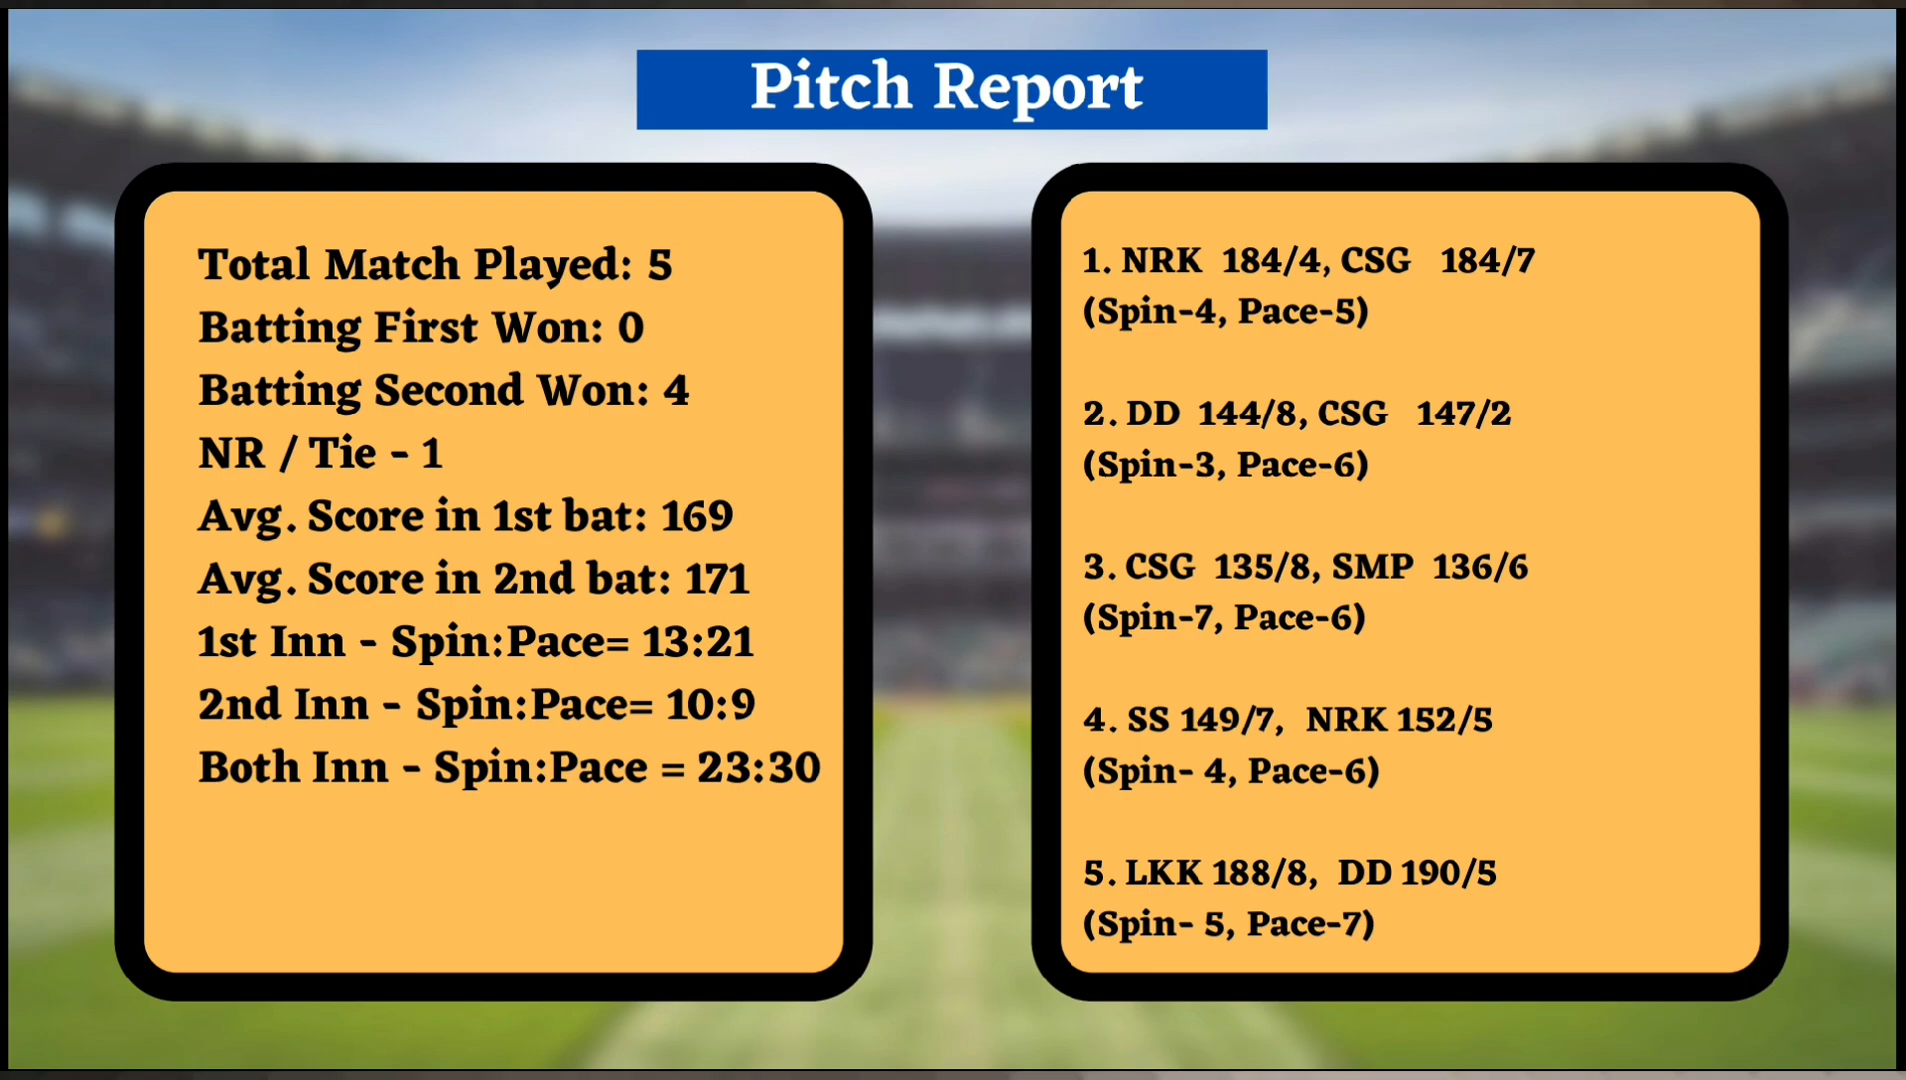 Pitch Report
Total Match Played: 5
Batting First Won: 0
Batting Second Won: 4
NR / Tie - 1
Avg. Score in 1st bat: 169
Avg. Score in 2nd bat: 171
1st Inn - Spin:Pace= 13:21
2nd Inn - Spin:Pace= 10:9
Both Inn - Spin:Pace = 23:30
1. NRK 184/4, CSG 184/7
(Spin-4, Pace-5)
2. DD 144/8, CSG 147/2
(Spin-3, Pace-6)
3. CSG 135/8, SMP 136/6
(Spin-7, Pace-6)
4. SS 149/7, NRK 152/5
(Spin- 4, Pace-6)
5. LKK 188/8, DD 190/5
(Spin- 5, Pace-7)